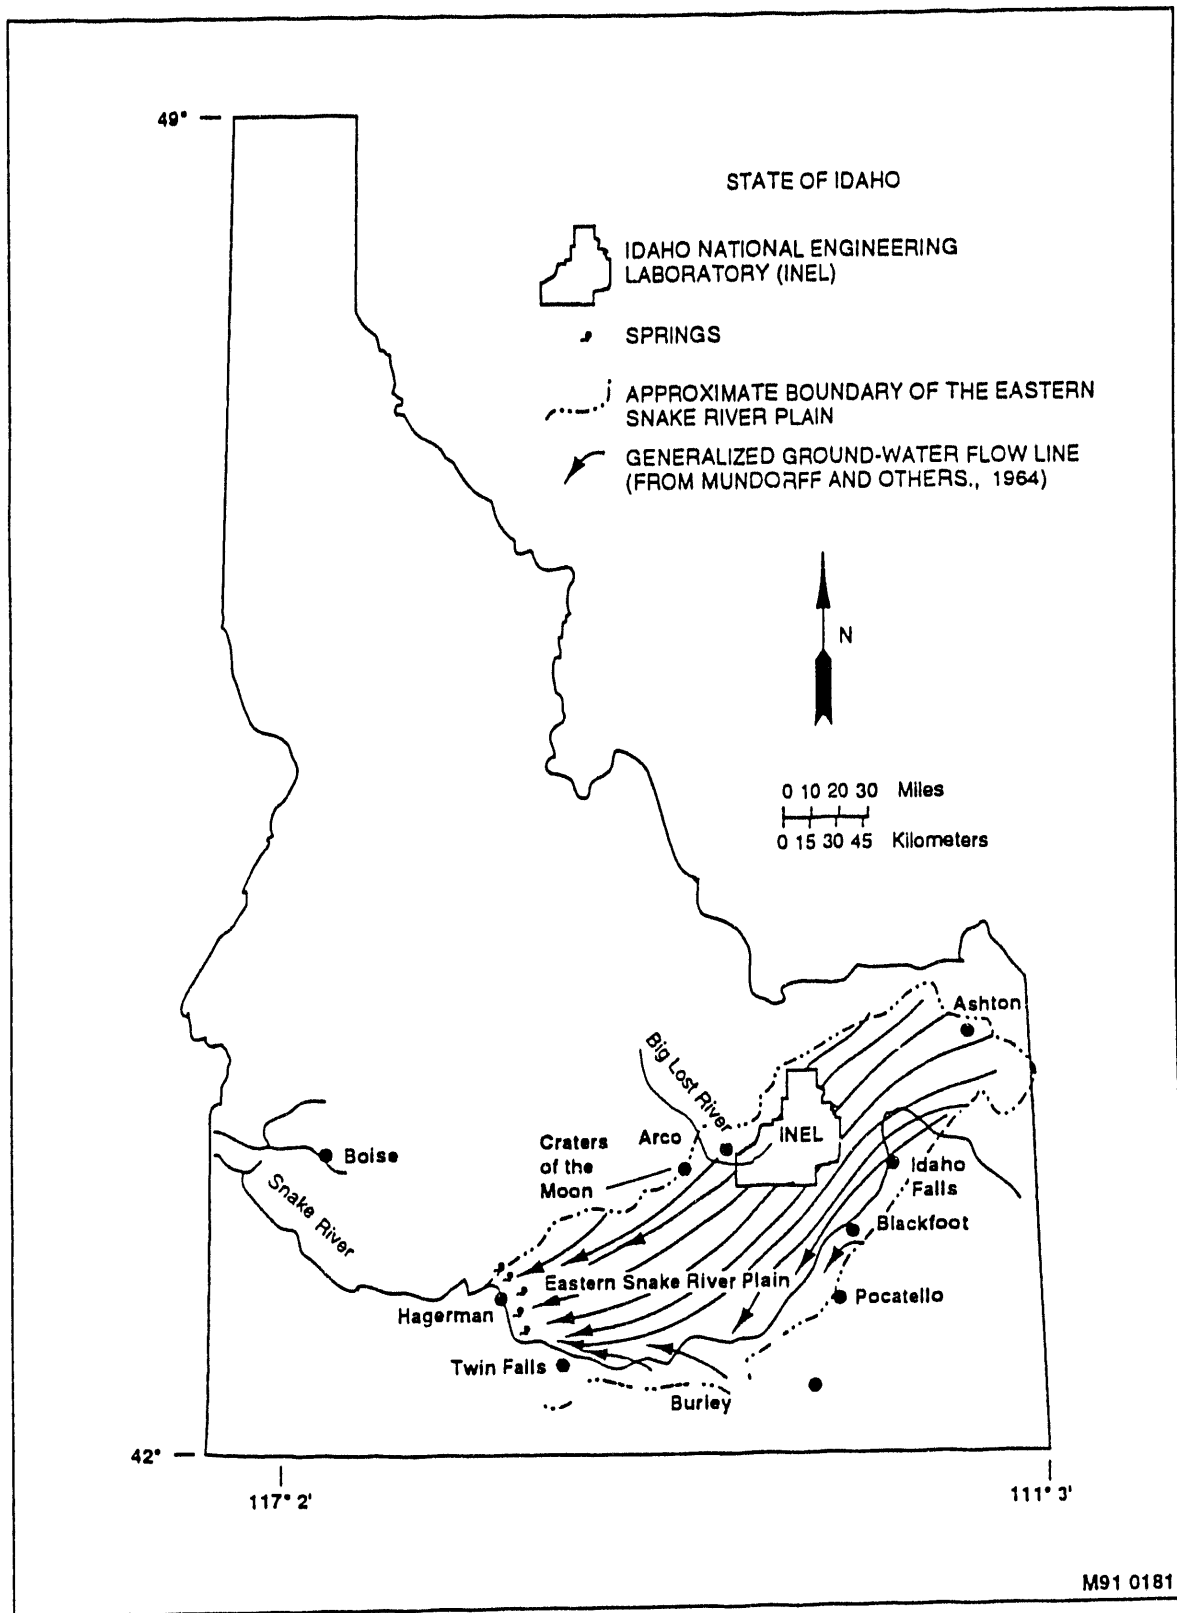 49°
STATE OF IDAHO
IDAHO NATIONAL ENGINEERING
LABORATORY (INEL)
SPRINGS
APPROXIMATE BOUNDARY OF THE EASTERN
SNAKE RIVER PLAIN
GENERALIZED GROUND-WATER FLOW LINE
(FROM MUNDORFF AND OTHERS., 1964)
N
0 10 20 30 Miles
0 15 30 45 Kilometers
Ashton
Big Lost River
Arco
INEL
Craters
of the
Moon
Boise
Idaho
Falls
Snake River
Blackfoot
Eastern Snake River Plain
Pocatello
Hagerman
Twin Falls
Burley
42°
117° 2'
111° 3'
M91 0181